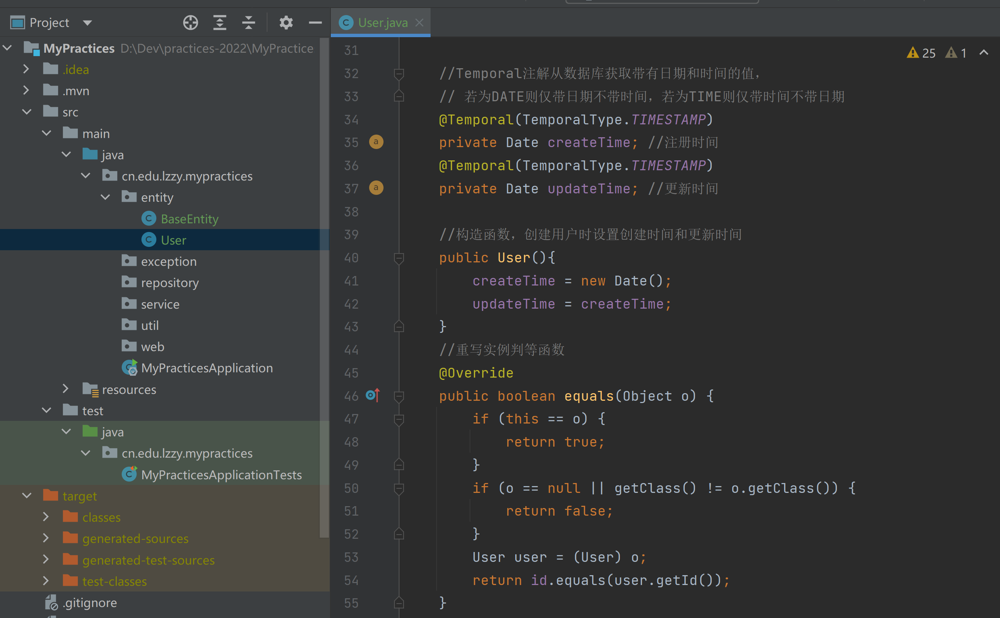 Project
MyPractices D:\Dev\practices-2022\MyPractice
.idea
.mvn
src
main
java
cn.edu.lzzy.mypractices
entity
BaseEntity
User
exception
repository
service
util
web
MyPracticesApplication
resources
test
java
cn.edu.lzzy.mypractices
MyPracticesApplicationTests
target
classes
generated-sources
generated-test-sources
test-classes
.gitignore
User.java
25 1
31
32 //Temporal注解从数据库获取带有日期和时间的值，
33 // 若为DATE则仅带日期不带时间，若为TIME则仅带时间不带日期
34 @Temporal(TemporalType.TIMESTAMP)
35 private Date createTime; //注册时间
36 @Temporal(TemporalType.TIMESTAMP)
37 private Date updateTime; //更新时间
38
39 //构造函数，创建用户时设置创建时间和更新时间
40 public User(){
41 createTime = new Date();
42 updateTime = createTime;
43 }
44 //重写实例判等函数
45 @Override
46 public boolean equals(Object o) {
47 if (this == o) {
48 return true;
49 }
50 if (o == null || getClass() != o.getClass()) {
51 return false;
52 }
53 User user = (User) o;
54 return id.equals(user.getId());
55 }